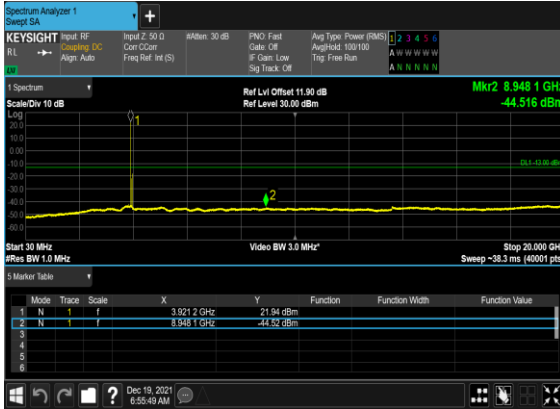 Spectrum Analyzer 1
Swept SA
+
KEYSIGHT Input: RF Input Z: 50 Ω #Atten: 30 dB PNO: Fast Avg Type: Power (RMS) 1 2 3 4 5 6
RL Coupling: DC Corr CCorr Gate: Off Avg|Hold: 100/100 A W W W W W
Align: Auto Freq Ref: Int (S) IF Gain: Low Trig: Free Run
Sig Track: Off A N N N N N
1 Spectrum Ref Lvl Offset 11.90 dB Mkr2 8.948 1 GHz
Scale/Div 10 dB Ref Level 30.00 dBm -44.516 dBm
Log
20.0
10.0
0.00
-10.0
-20.0
-30.0
-40.0
-50.0
-60.0
1
2
DL1 -13.00 dBm
Start 30 MHz Video BW 3.0 MHz* Stop 20.000 GH
#Res BW 1.0 MHz Sweep ~38.3 ms (40001 pts
5 Marker Table
Mode Trace Scale X Y Function Function Width Function Value
1 N 1 f 3.921 2 GHz 21.94 dBm
2 N 1 f 8.948 1 GHz -44.52 dBm
3
4
5
6
? Dec 19, 2021
6:55:49 AM